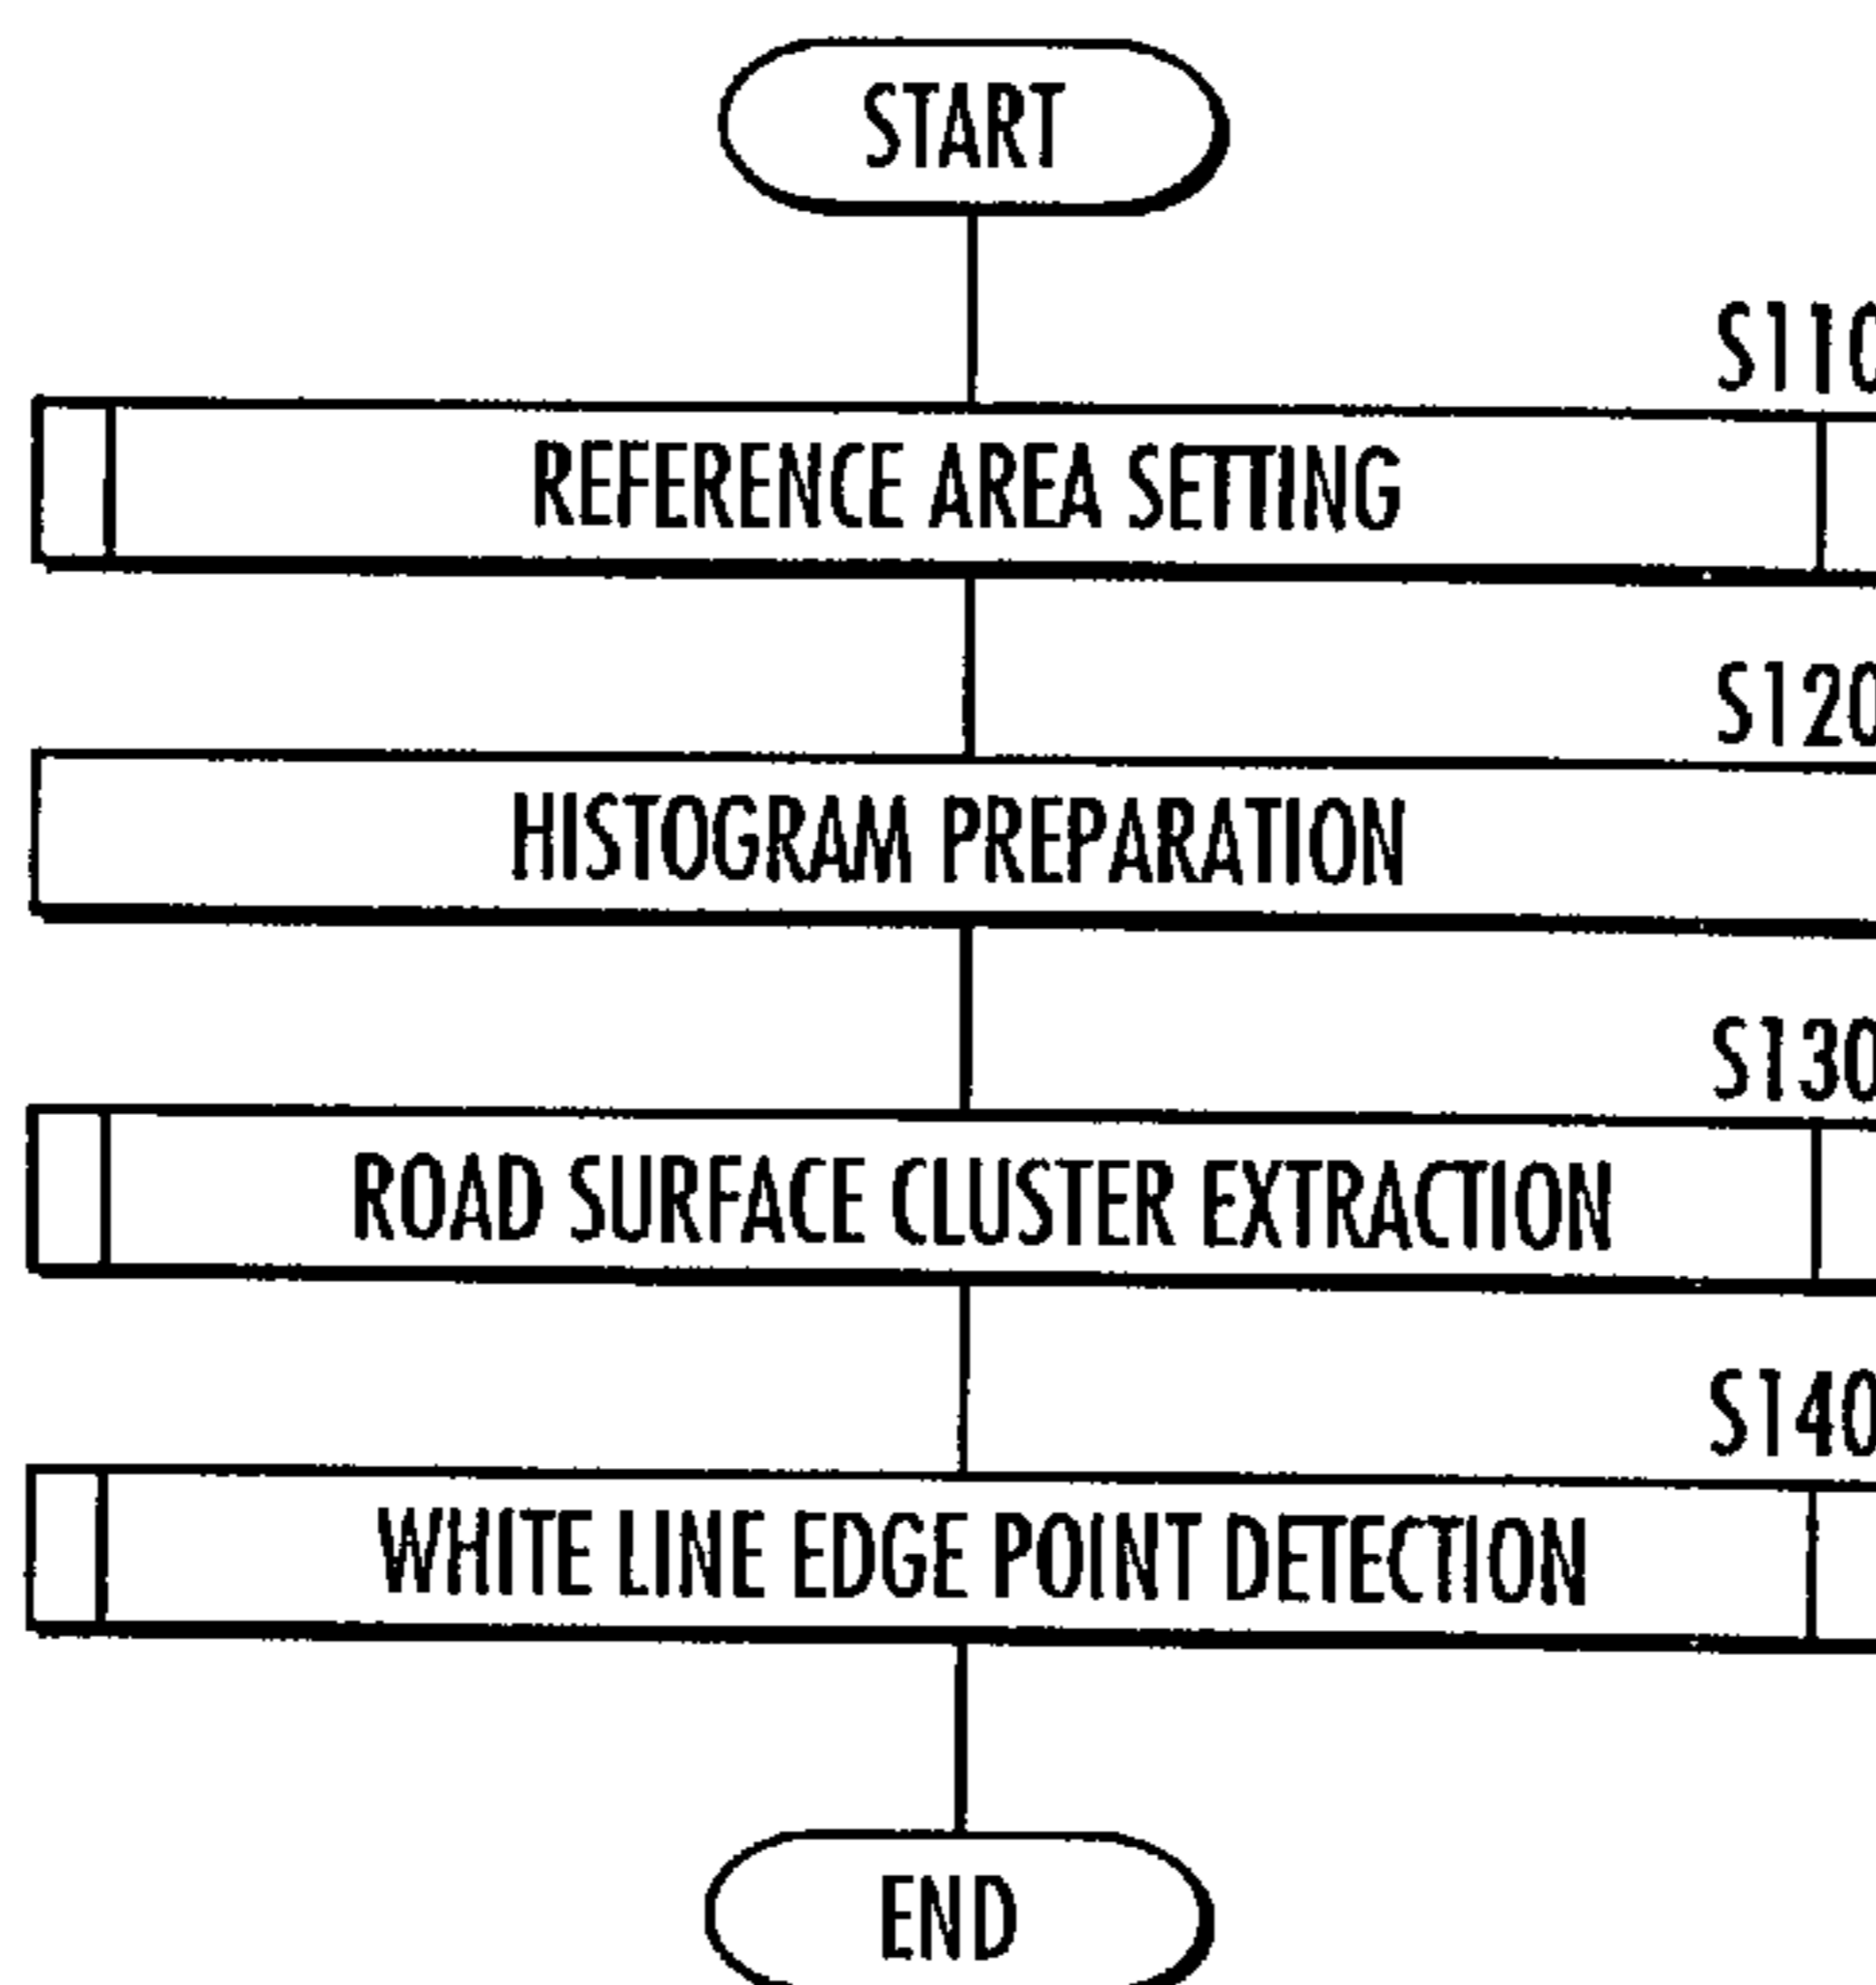 START
S110
REFERENCE AREA SETTING
S120
HISTOGRAM PREPARATION
S130
ROAD SURFACE CLUSTER EXTRACTION
S140
WHITE LINE EDGE POINT DETECTION
END